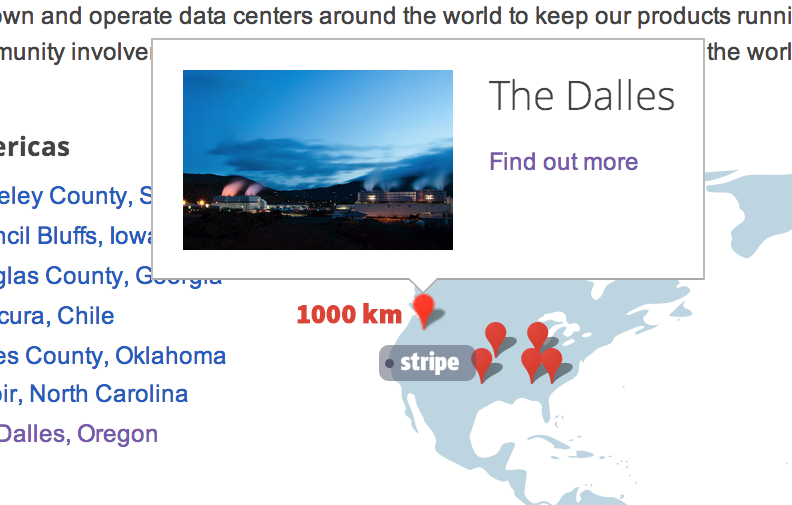 own and operate data centers around the world to keep our products runni
munity involve
the worl
The Dalles
Find out more
ericas
eley County, S
ncil Bluffs, Iowa
glas County, Georgia
cura, Chile
1000 km
es County, Oklahoma
stripe
oir, North Carolina
Dalles, Oregon